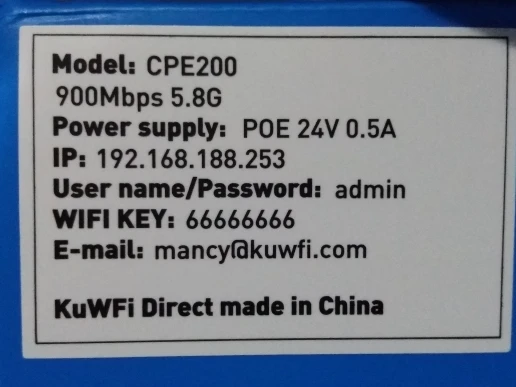 Model: CPE200
900Mbps 5.8G
Power supply: POE 24V 0.5A
IP: 192.168.188.253
User name/Password: admin
WIFI KEY: 66666666
E-mail: mancy@kuwfi.com
KuWFi Direct made in China